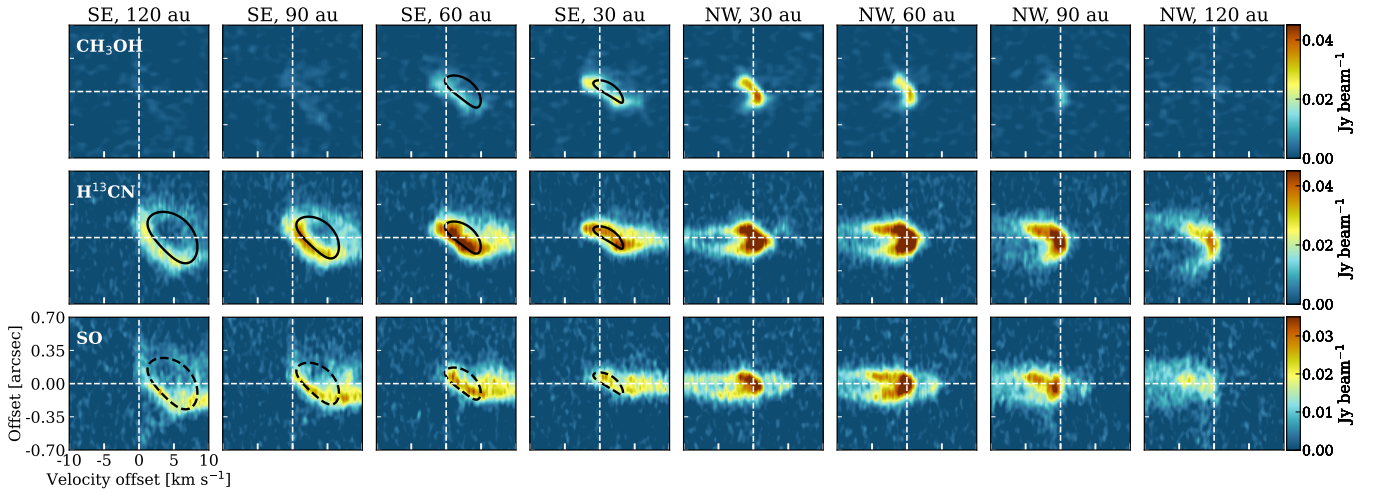 SE, 120 au SE, 90 au SE, 60 au SE, 30 au NW, 30 au NW, 60 au NW, 90 au NW, 120 au
CH₃OH
0.04
0.02
0.00
Jy beam⁻¹
H¹³CN
0.04
0.02
0.00
Jy beam⁻¹
SO
0.70
0.35
0.00
-0.35
-0.70
Offset [arcsec]
0.03
0.02
0.01
0.00
Jy beam⁻¹
-10 -5 0 5 10
Velocity offset [km s⁻¹]